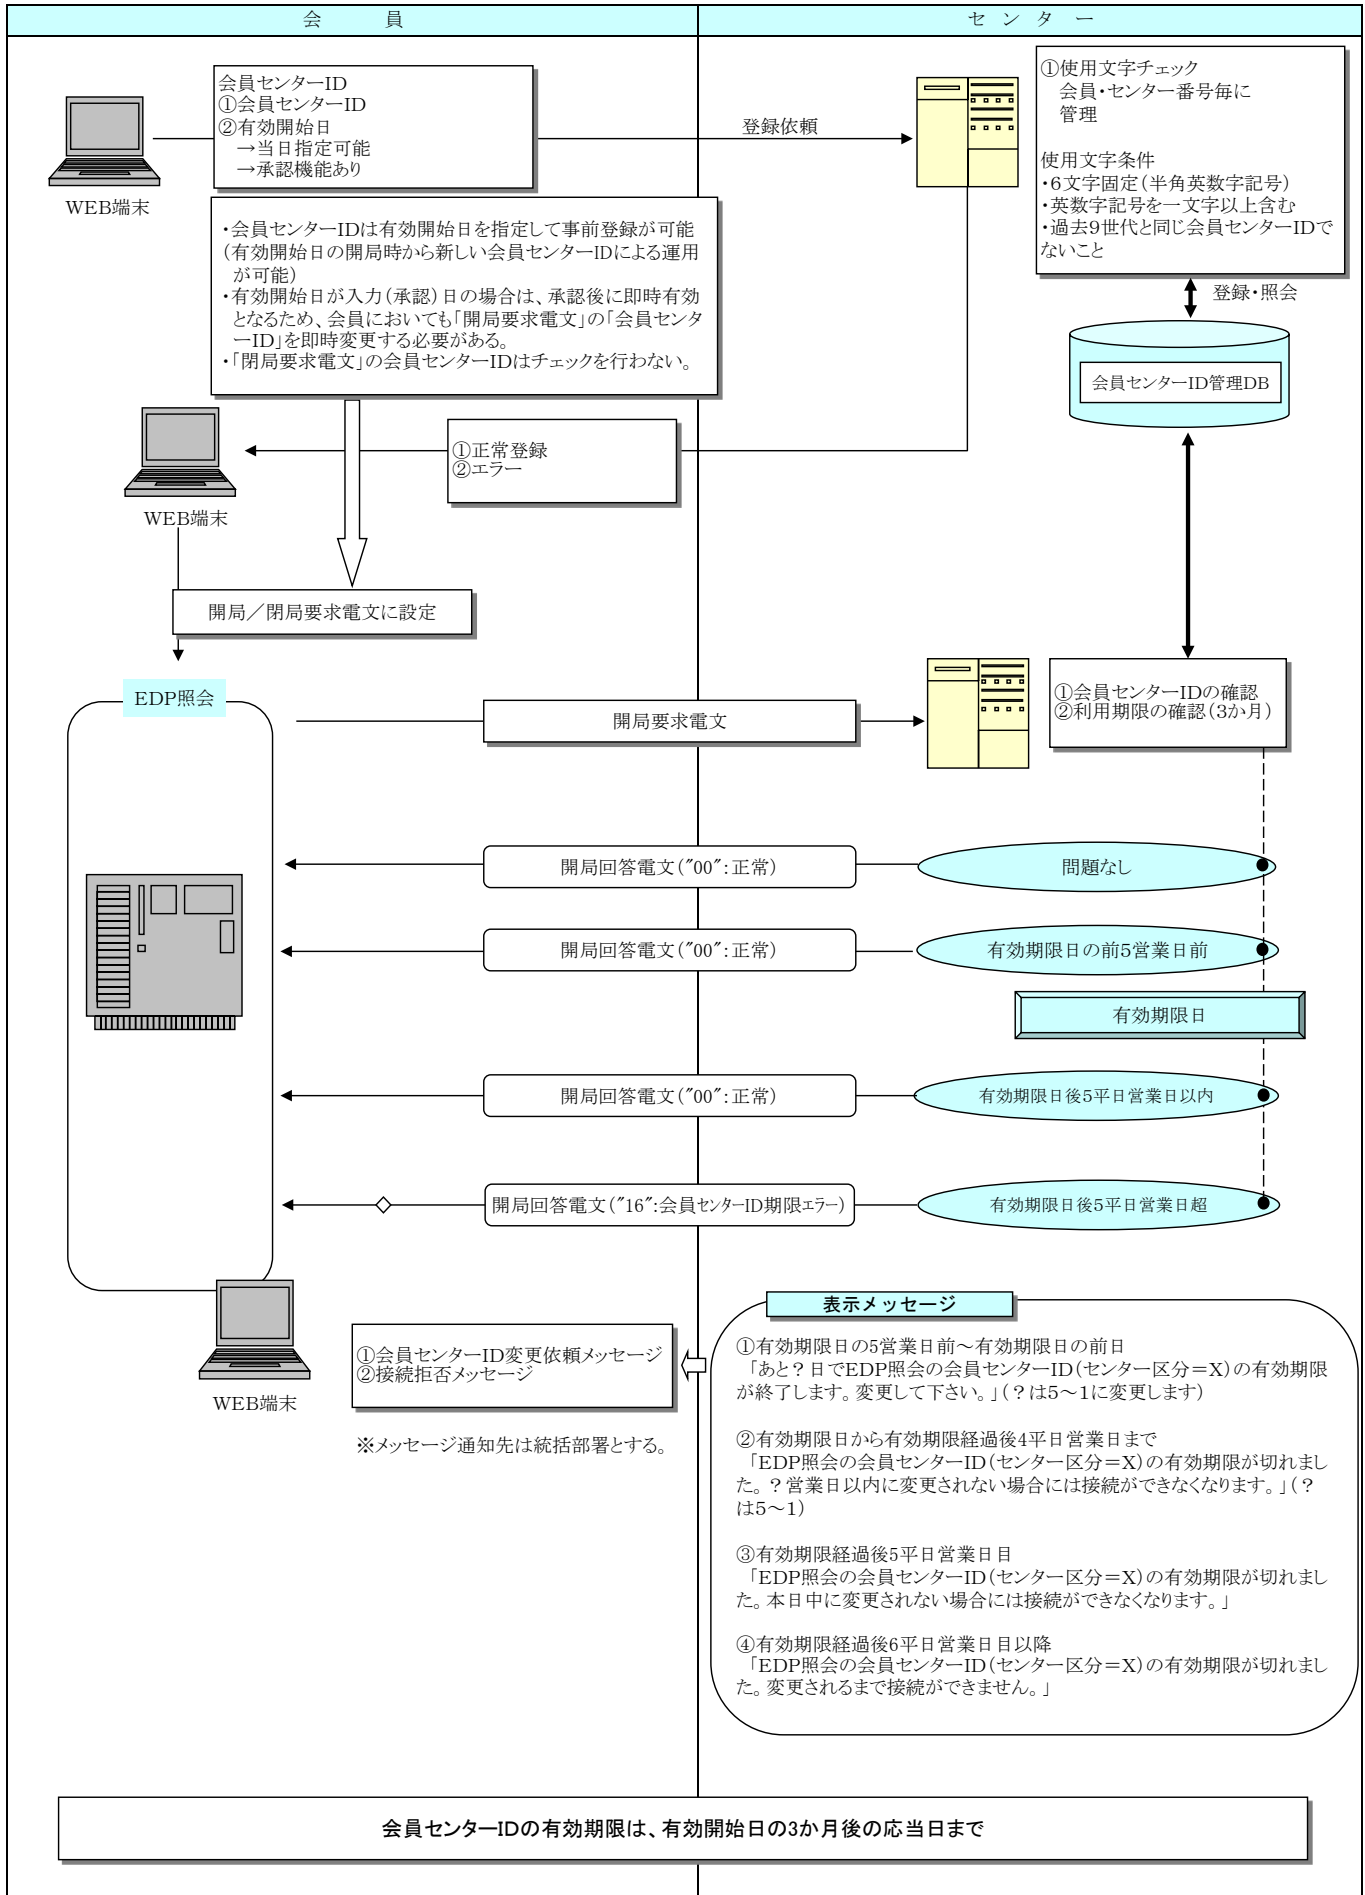 会員
センター
会員センターID
①会員センターID
②有効開始日
→当日指定可能
→承認機能あり
WEB端末
登録依頼
①使用文字チェック
会員・センター番号毎に
管理
使用文字条件
・6文字固定(半角英数字記号)
・英数字記号を一文字以上含む
・過去9世代と同じ会員センターIDで
ないこと
・会員センターIDは有効開始日を指定して事前登録が可能
(有効開始日の開局時から新しい会員センターIDによる運用
が可能)
・有効開始日が入力(承認)日の場合は、承認後に即時有効
となるため、会員においても「開局要求電文」の「会員センタ
ーID」を即時変更する必要がある。
・「閉局要求電文」の会員センターIDはチェックを行わない。
登録・照会
会員センターID管理DB
①正常登録
②エラー
WEB端末
開局/閉局要求電文に設定
EDP照会
開局要求電文
①会員センターIDの確認
②利用期限の確認(3か月)
開局回答電文("00":正常)
問題なし
開局回答電文("00":正常)
有効期限日の前5営業日前
有効期限日
開局回答電文("00":正常)
有効期限日後5平日営業日以内
開局回答電文("16":会員センターID期限エラー)
有効期限日後5平日営業日超
WEB端末
①会員センターID変更依頼メッセージ
②接続拒否メッセージ
※メッセージ通知先は統括部署とする。
表示メッセージ
①有効期限日の5営業日前~有効期限日の前日
「あと?日でEDP照会の会員センターID(センター区分=X)の有効期限
が終了します。変更して下さい。」(?は5~1に変更します)
②有効期限日から有効期限経過後4平日営業日まで
「EDP照会の会員センターID(センター区分=X)の有効期限が切れまし
た。?営業日以内に変更されない場合には接続ができなくなります。」(?
は5~1)
③有効期限経過後5平日営業日目
「EDP照会の会員センターID(センター区分=X)の有効期限が切れまし
た。本日中に変更されない場合には接続ができなくなります。」
④有効期限経過後6平日営業日目以降
「EDP照会の会員センターID(センター区分=X)の有効期限が切れまし
た。変更されるまで接続ができません。」
会員センターIDの有効期限は、有効開始日の3か月後の応当日まで